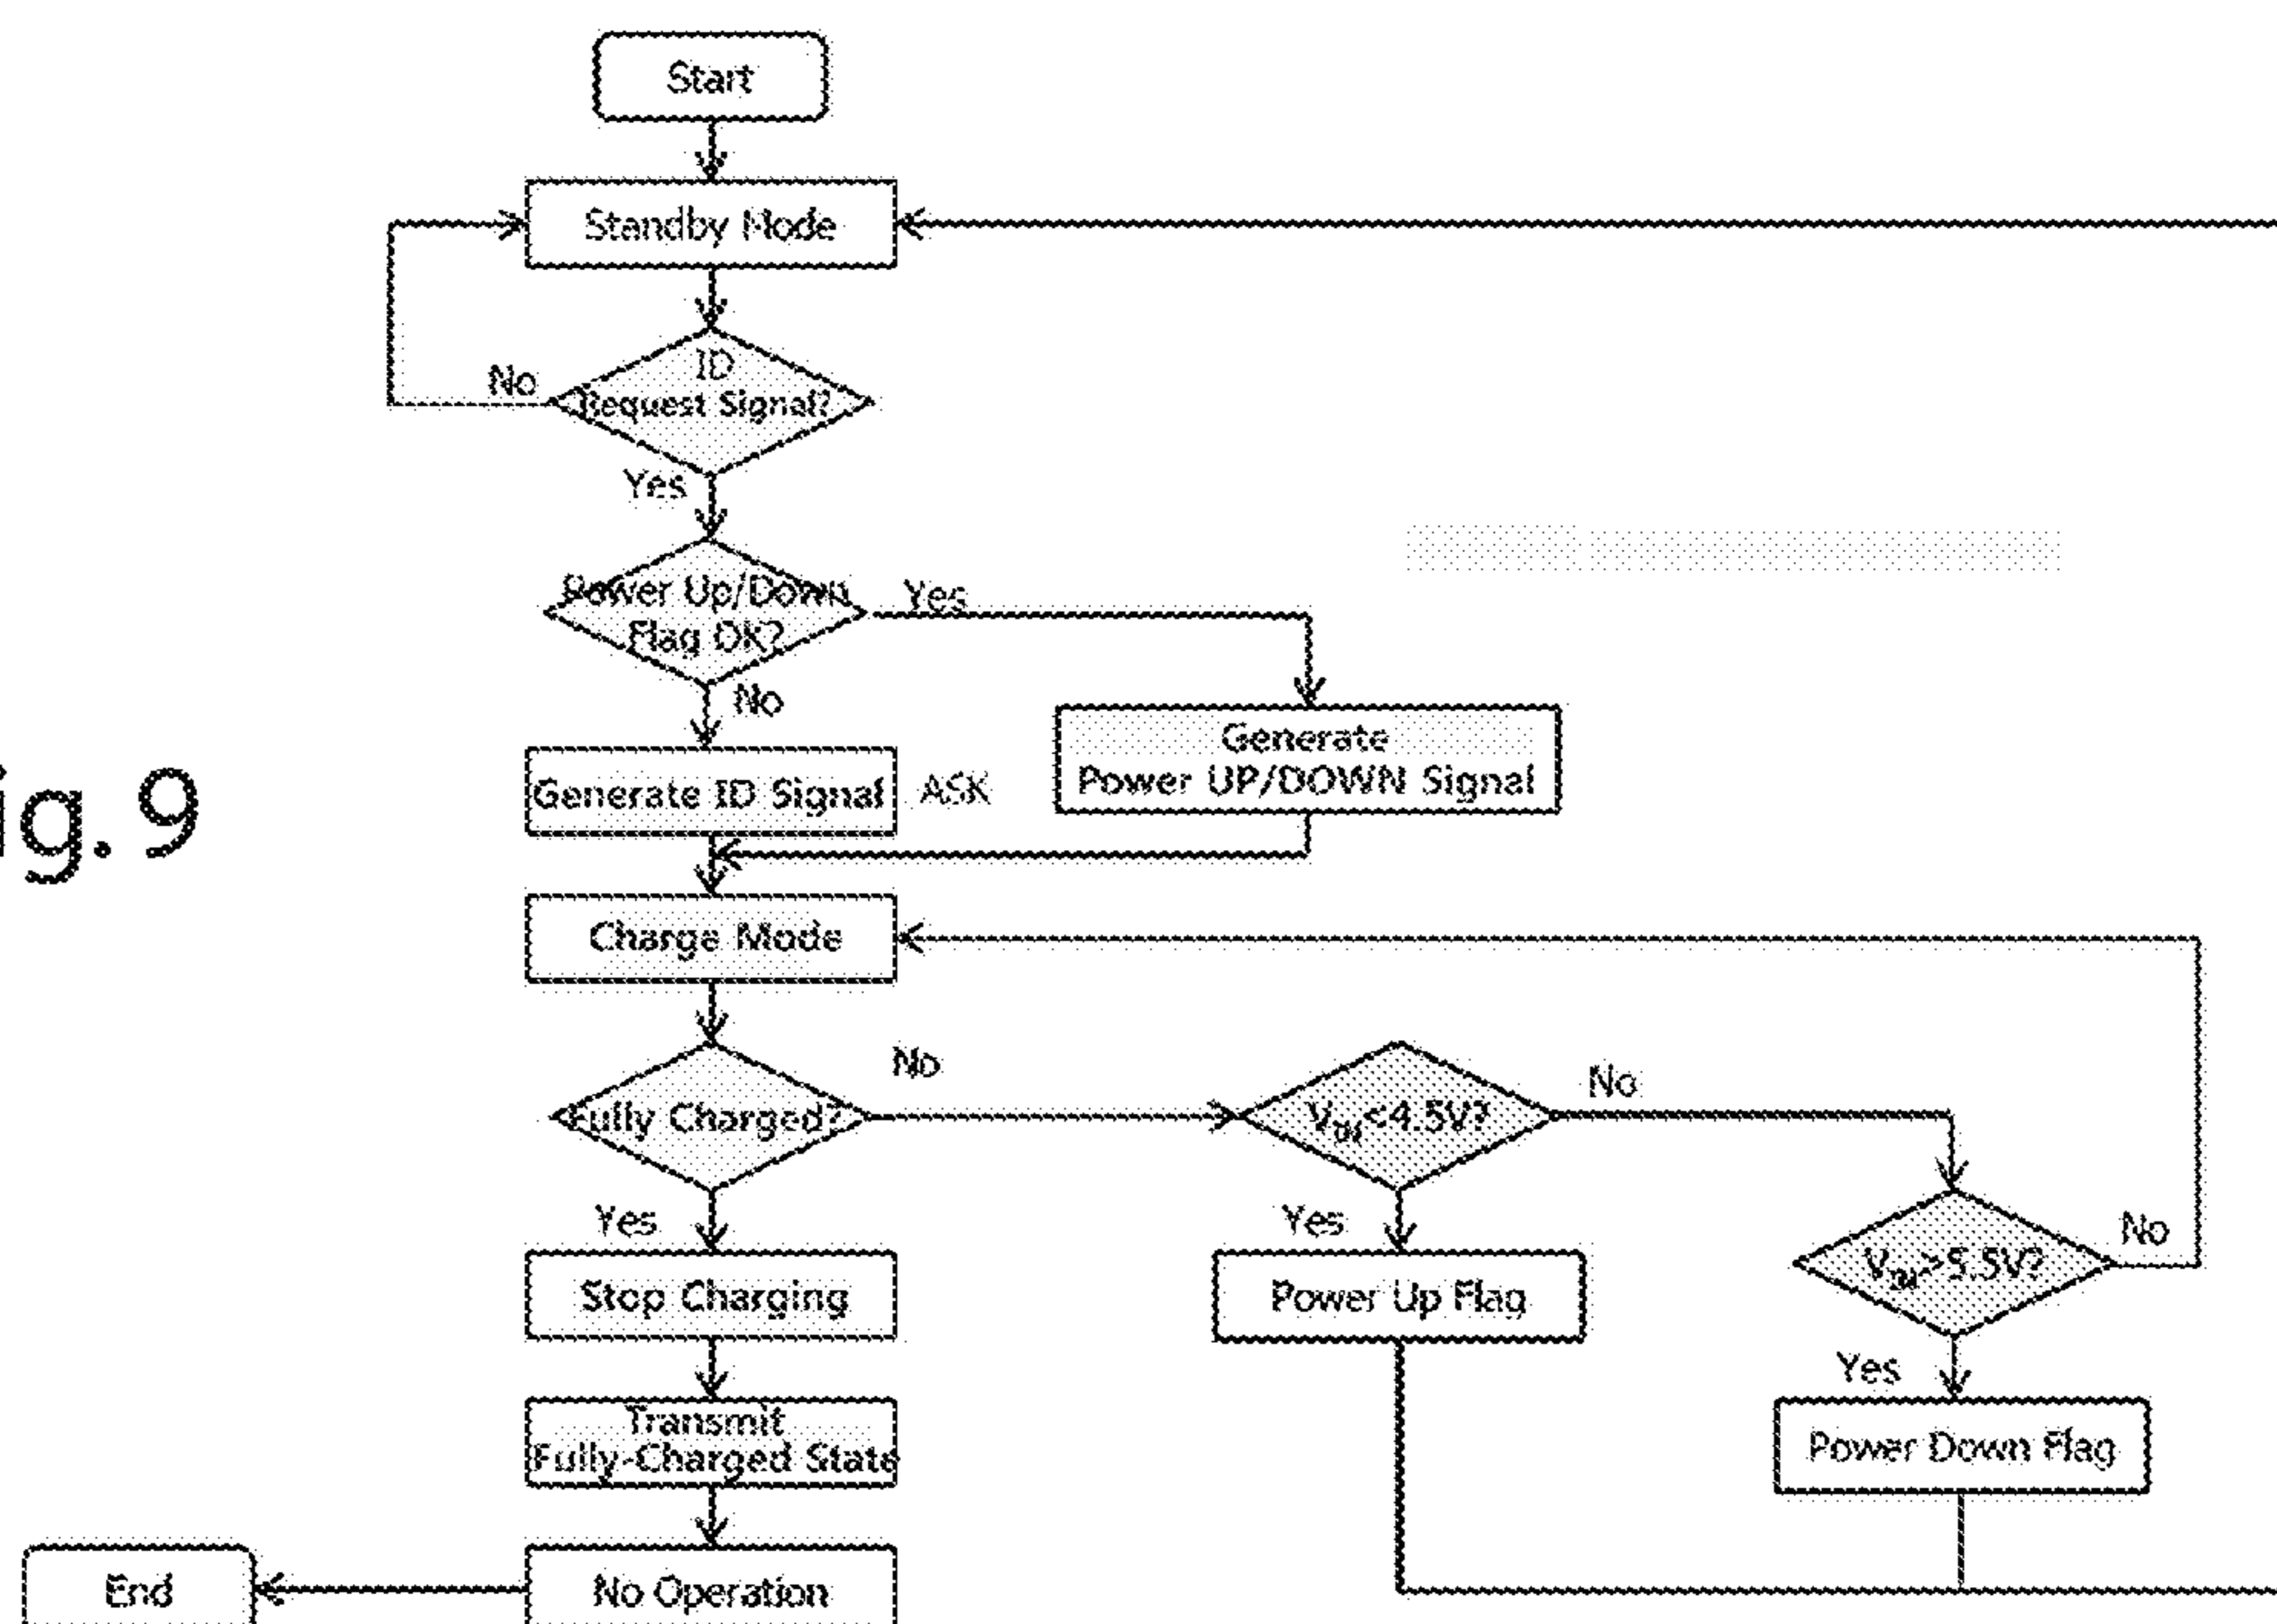 Start
Standby Mode
ID
Request Signal?
No
Yes
Power Up/Down
Flag OK?
Yes
No
Generate
Power UP/DOWN Signal
Generate ID Signal
ASK
ig. 9
Charge Mode
Fully Charged?
No
V_IN<4.5V?
No
Yes
Yes
V_IN>5.5V?
No
Stop Charging
Power Up Flag
Yes
Transmit
Fully-Charged State
Power Down Flag
End
No Operation